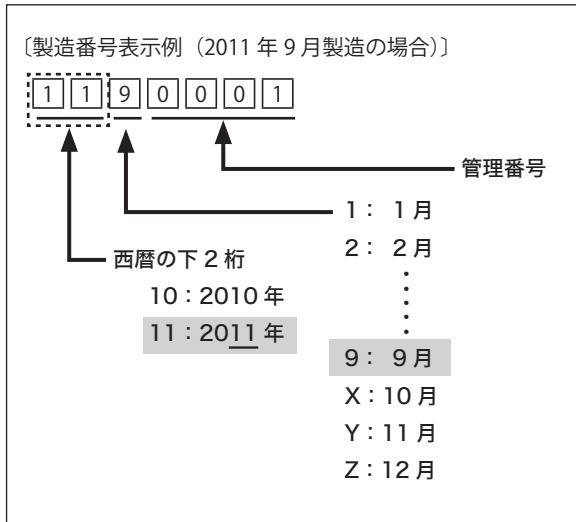 〔製造番号表示例（2011 年 9 月製造の場合）〕
1 1 9 0 0 0 1
管理番号
1： 1 月
2： 2 月
西暦の下 2 桁
10：2010 年
11：2011 年
9： 9 月
X：10 月
Y：11 月
Z：12 月